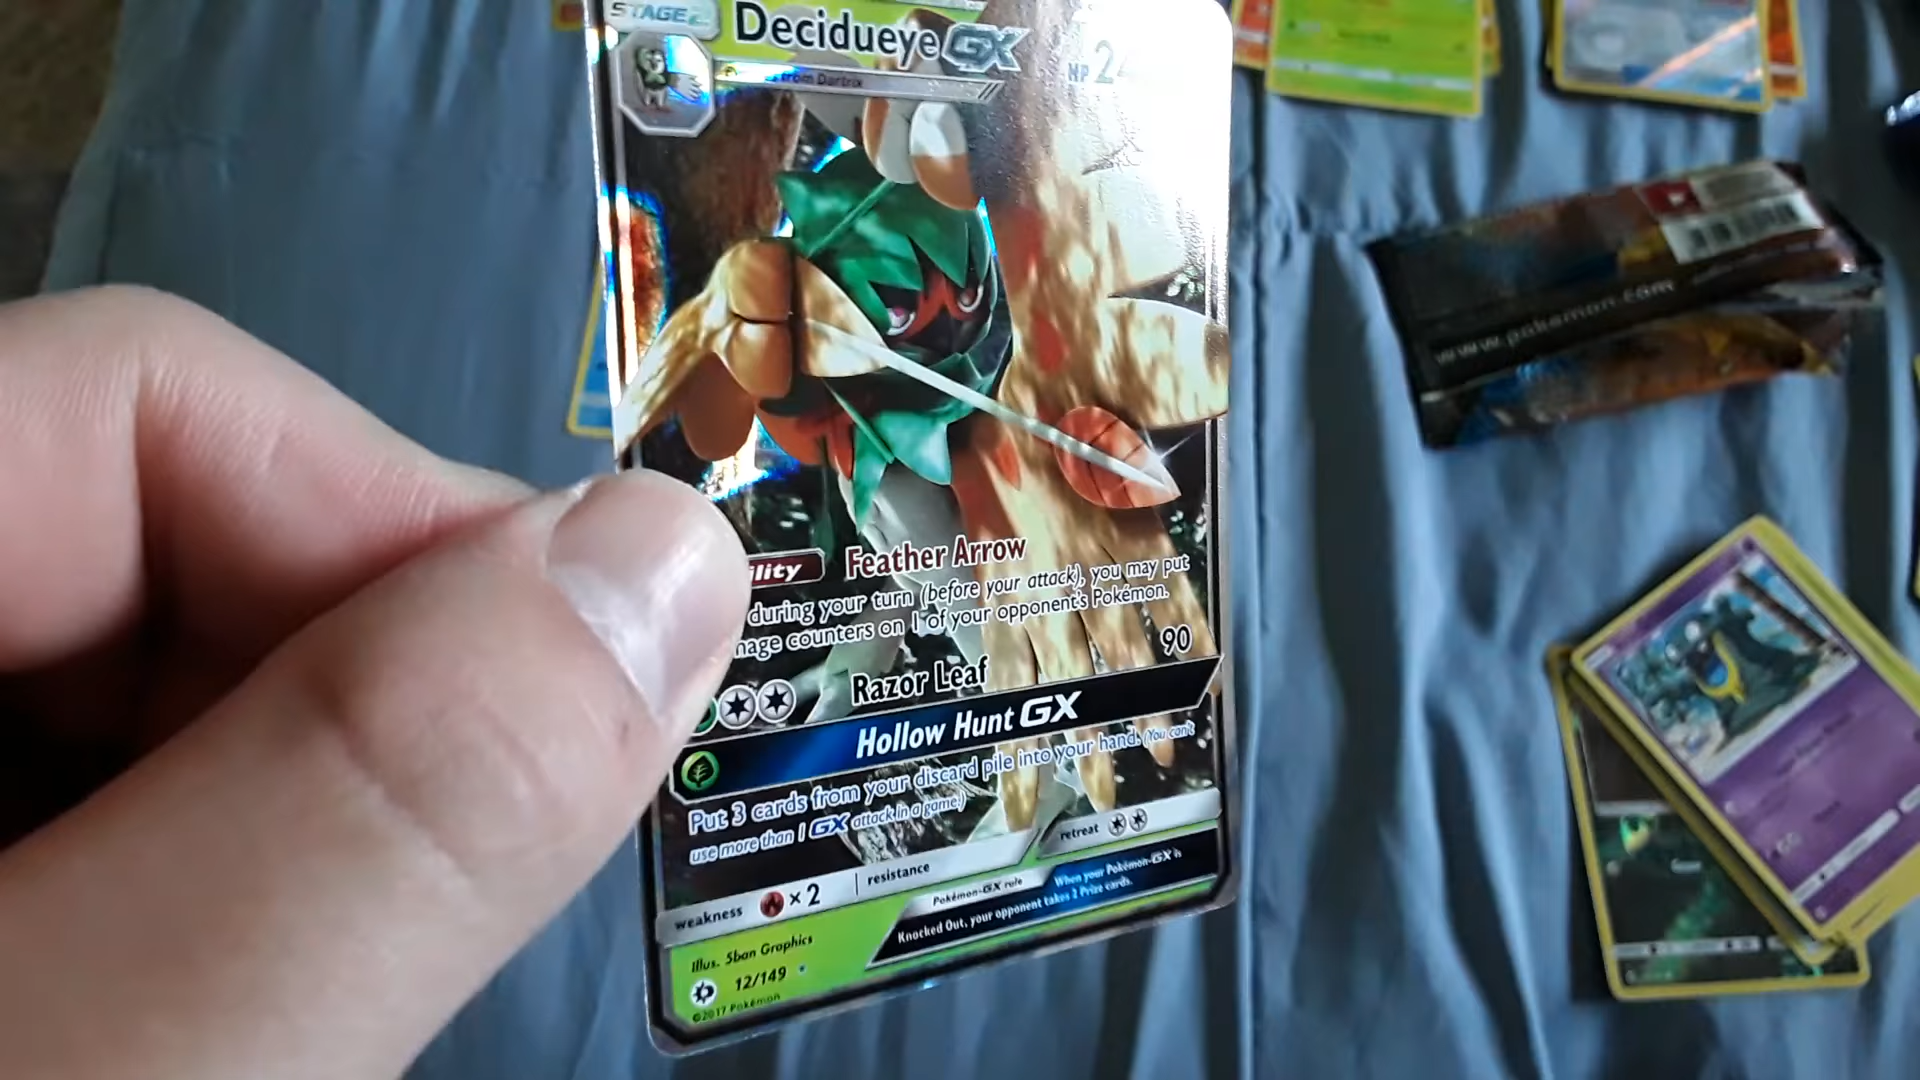 STAGE 2
Decidueye GX
HP 24
from Dartrix
ility Feather Arrow
during your turn (before your attack), you may put
mage counters on 1 of your opponent's Pokémon.
Razor Leaf 90
Hollow Hunt GX
Put 3 cards from your discard pile into your hand. (You can't
use more than 1 GX attack in a game.)
weakness × 2 resistance retreat
Pokémon-GX rule When your Pokémon-GX is
Knocked Out, your opponent takes 2 Prize cards.
Illus. 5ban Graphics
12/149
©2017 Pokémon
www.pokemon.com